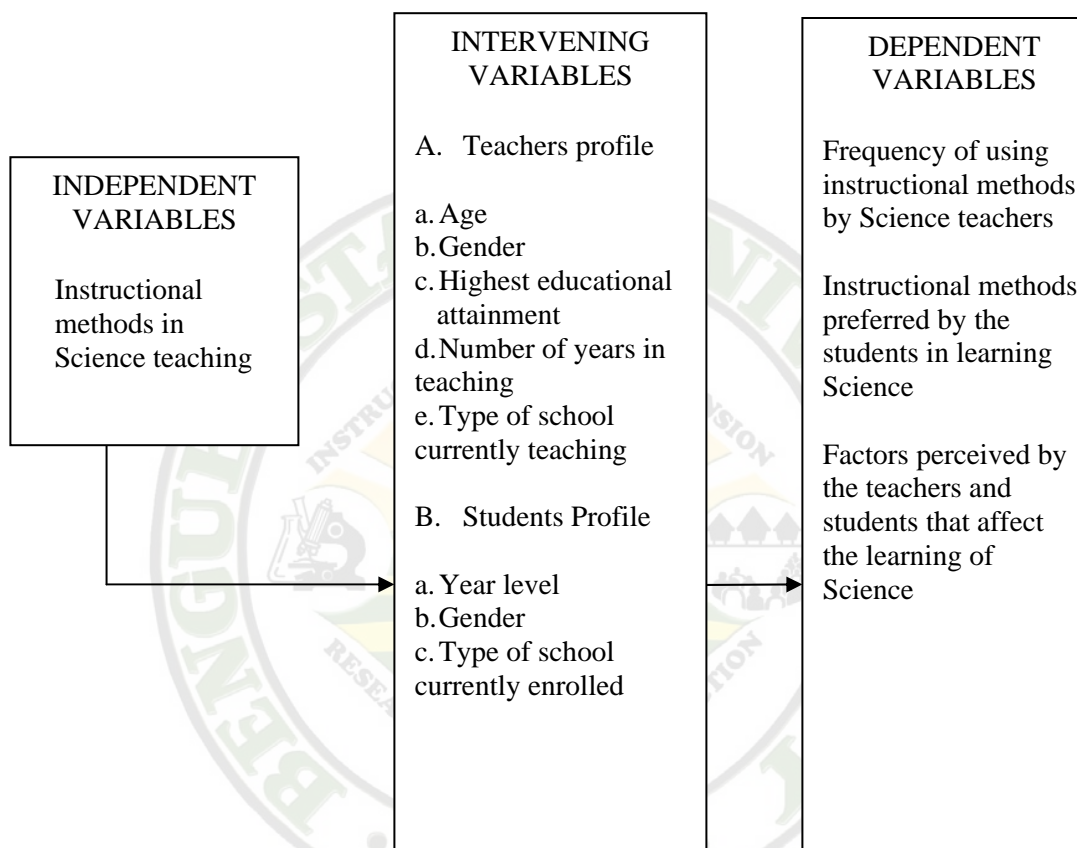 INDEPENDENT
VARIABLES
Instructional
methods in
Science teaching
INTERVENING
VARIABLES
A. Teachers profile
a. Age
b. Gender
c. Highest educational
attainment
d. Number of years in
teaching
e. Type of school
currently teaching
B. Students Profile
a. Year level
b. Gender
c. Type of school
currently enrolled
DEPENDENT
VARIABLES
Frequency of using
instructional methods
by Science teachers
Instructional methods
preferred by the
students in learning
Science
Factors perceived by
the teachers and
students that affect
the learning of
Science